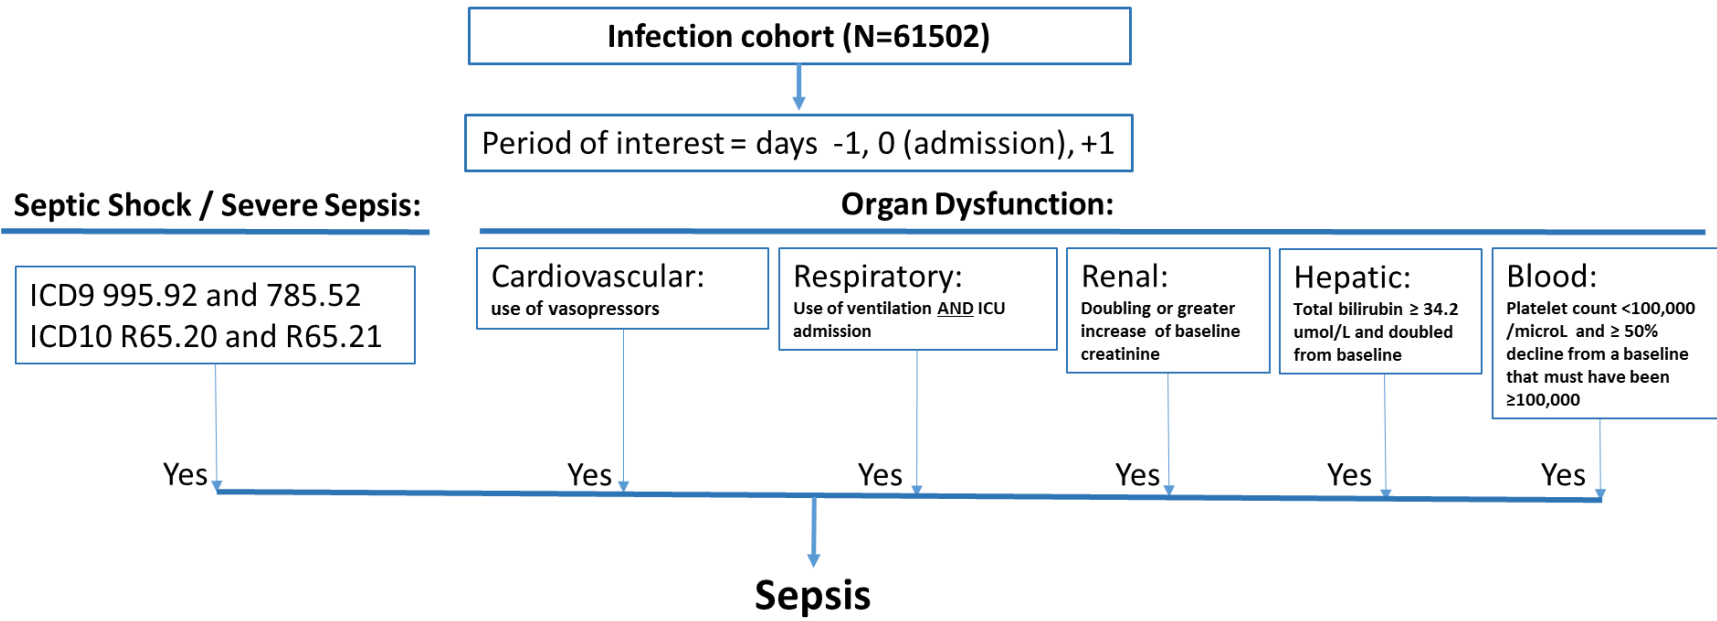 Infection cohort (N=61502)
Period of interest = days -1, 0 (admission), +1
Septic Shock / Severe Sepsis:
Organ Dysfunction:
ICD9 995.92 and 785.52
ICD10 R65.20 and R65.21
Cardiovascular:
use of vasopressors
Respiratory:
Use of ventilation AND ICU
admission
Renal:
Doubling or greater
increase of baseline
creatinine
Hepatic:
Total bilirubin ≥ 34.2
umol/L and doubled
from baseline
Blood:
Platelet count <100,000
/microL and ≥ 50%
decline from a baseline
that must have been
≥100,000
Yes
Yes
Yes
Yes
Yes
Yes
Sepsis